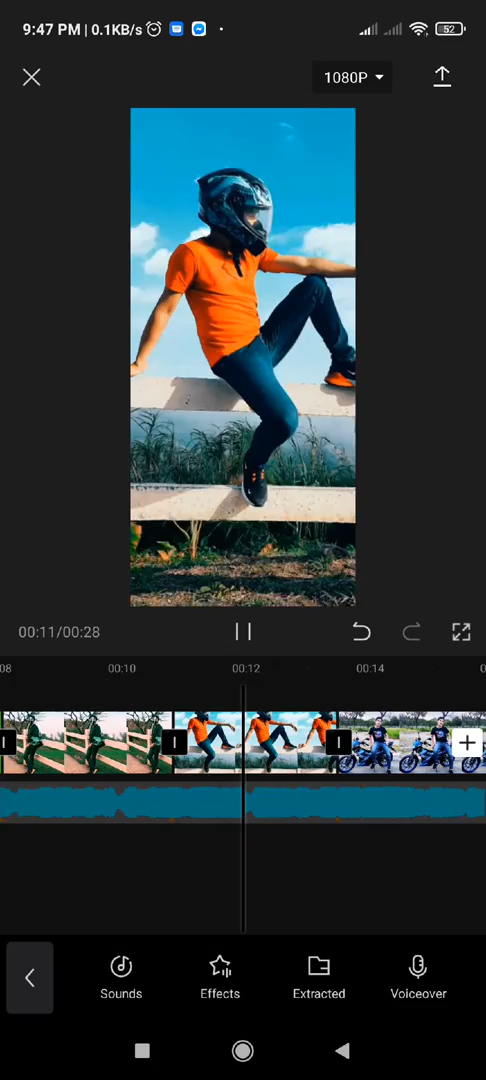 9:47 PM | 0.1KB/s
52
1080P
00:11/00:28
08
00:10
00:12
00:14
0
Sounds
Effects
Extracted
Voiceover